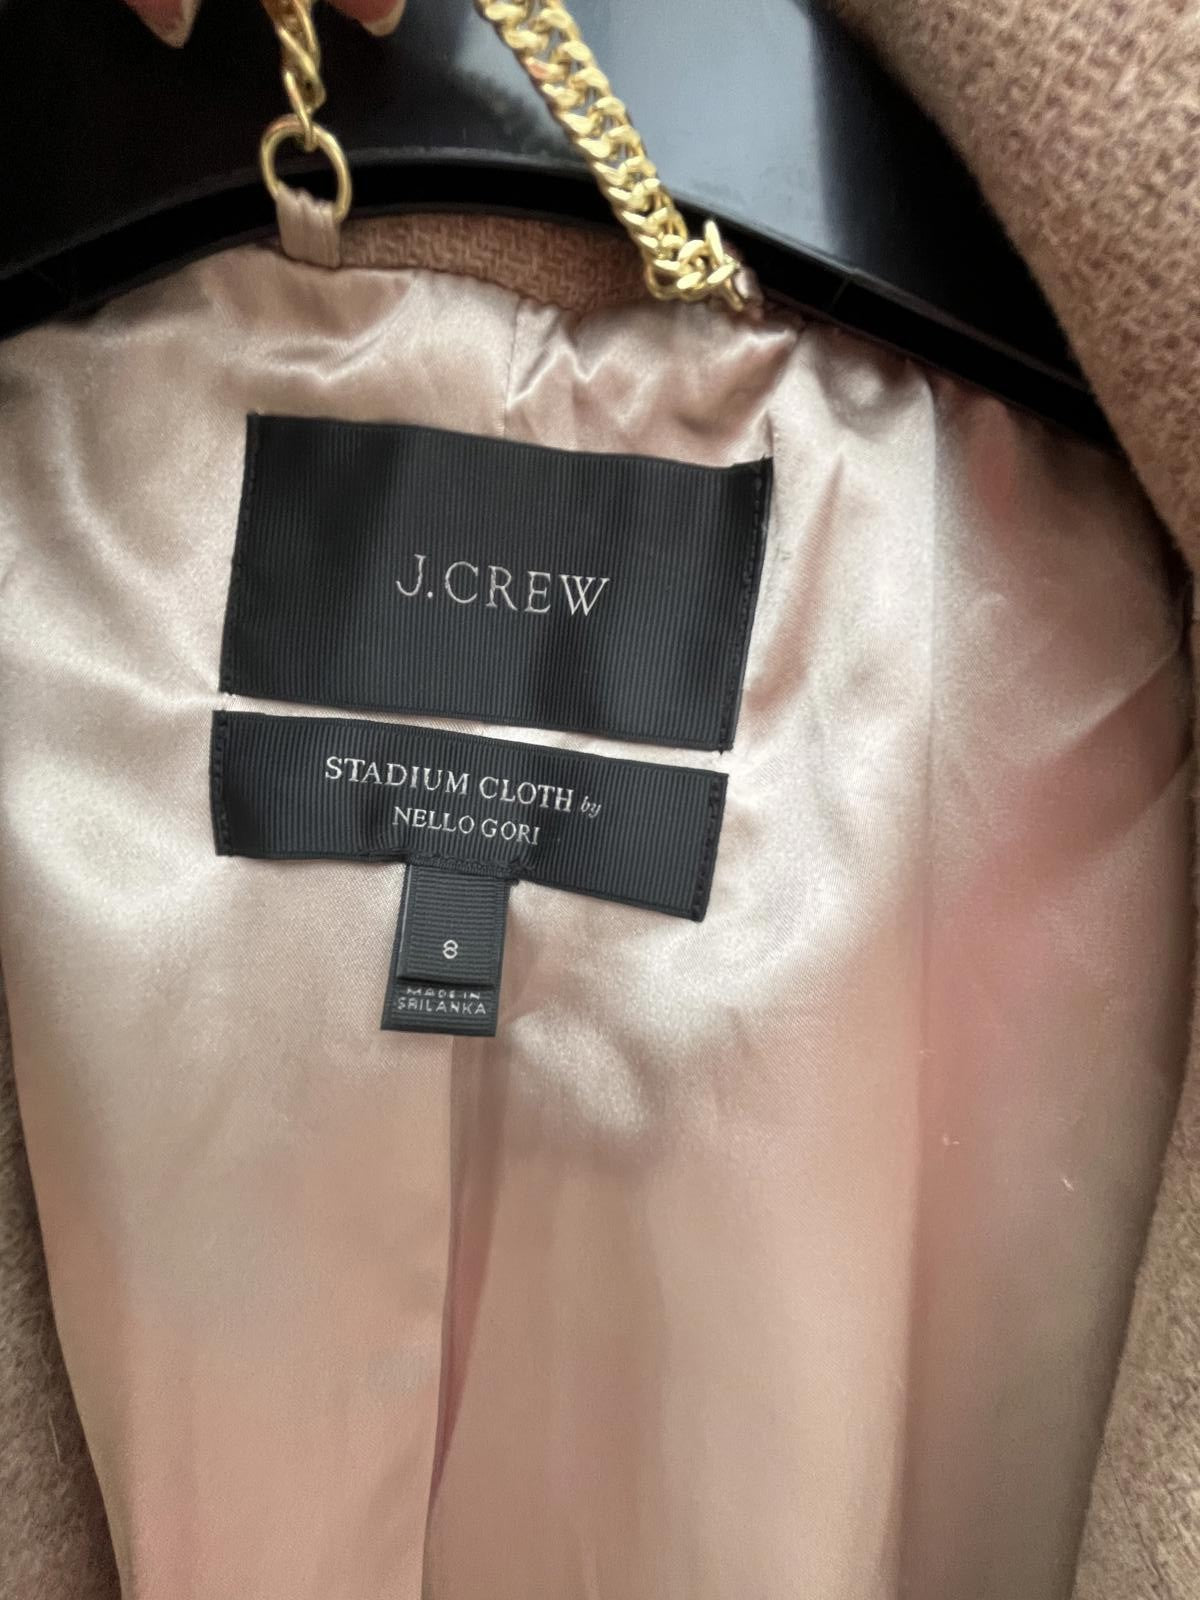 J.CREW
STADIUM CLOTH by
NELLO GORI
8
MADE IN
SRI LANKA